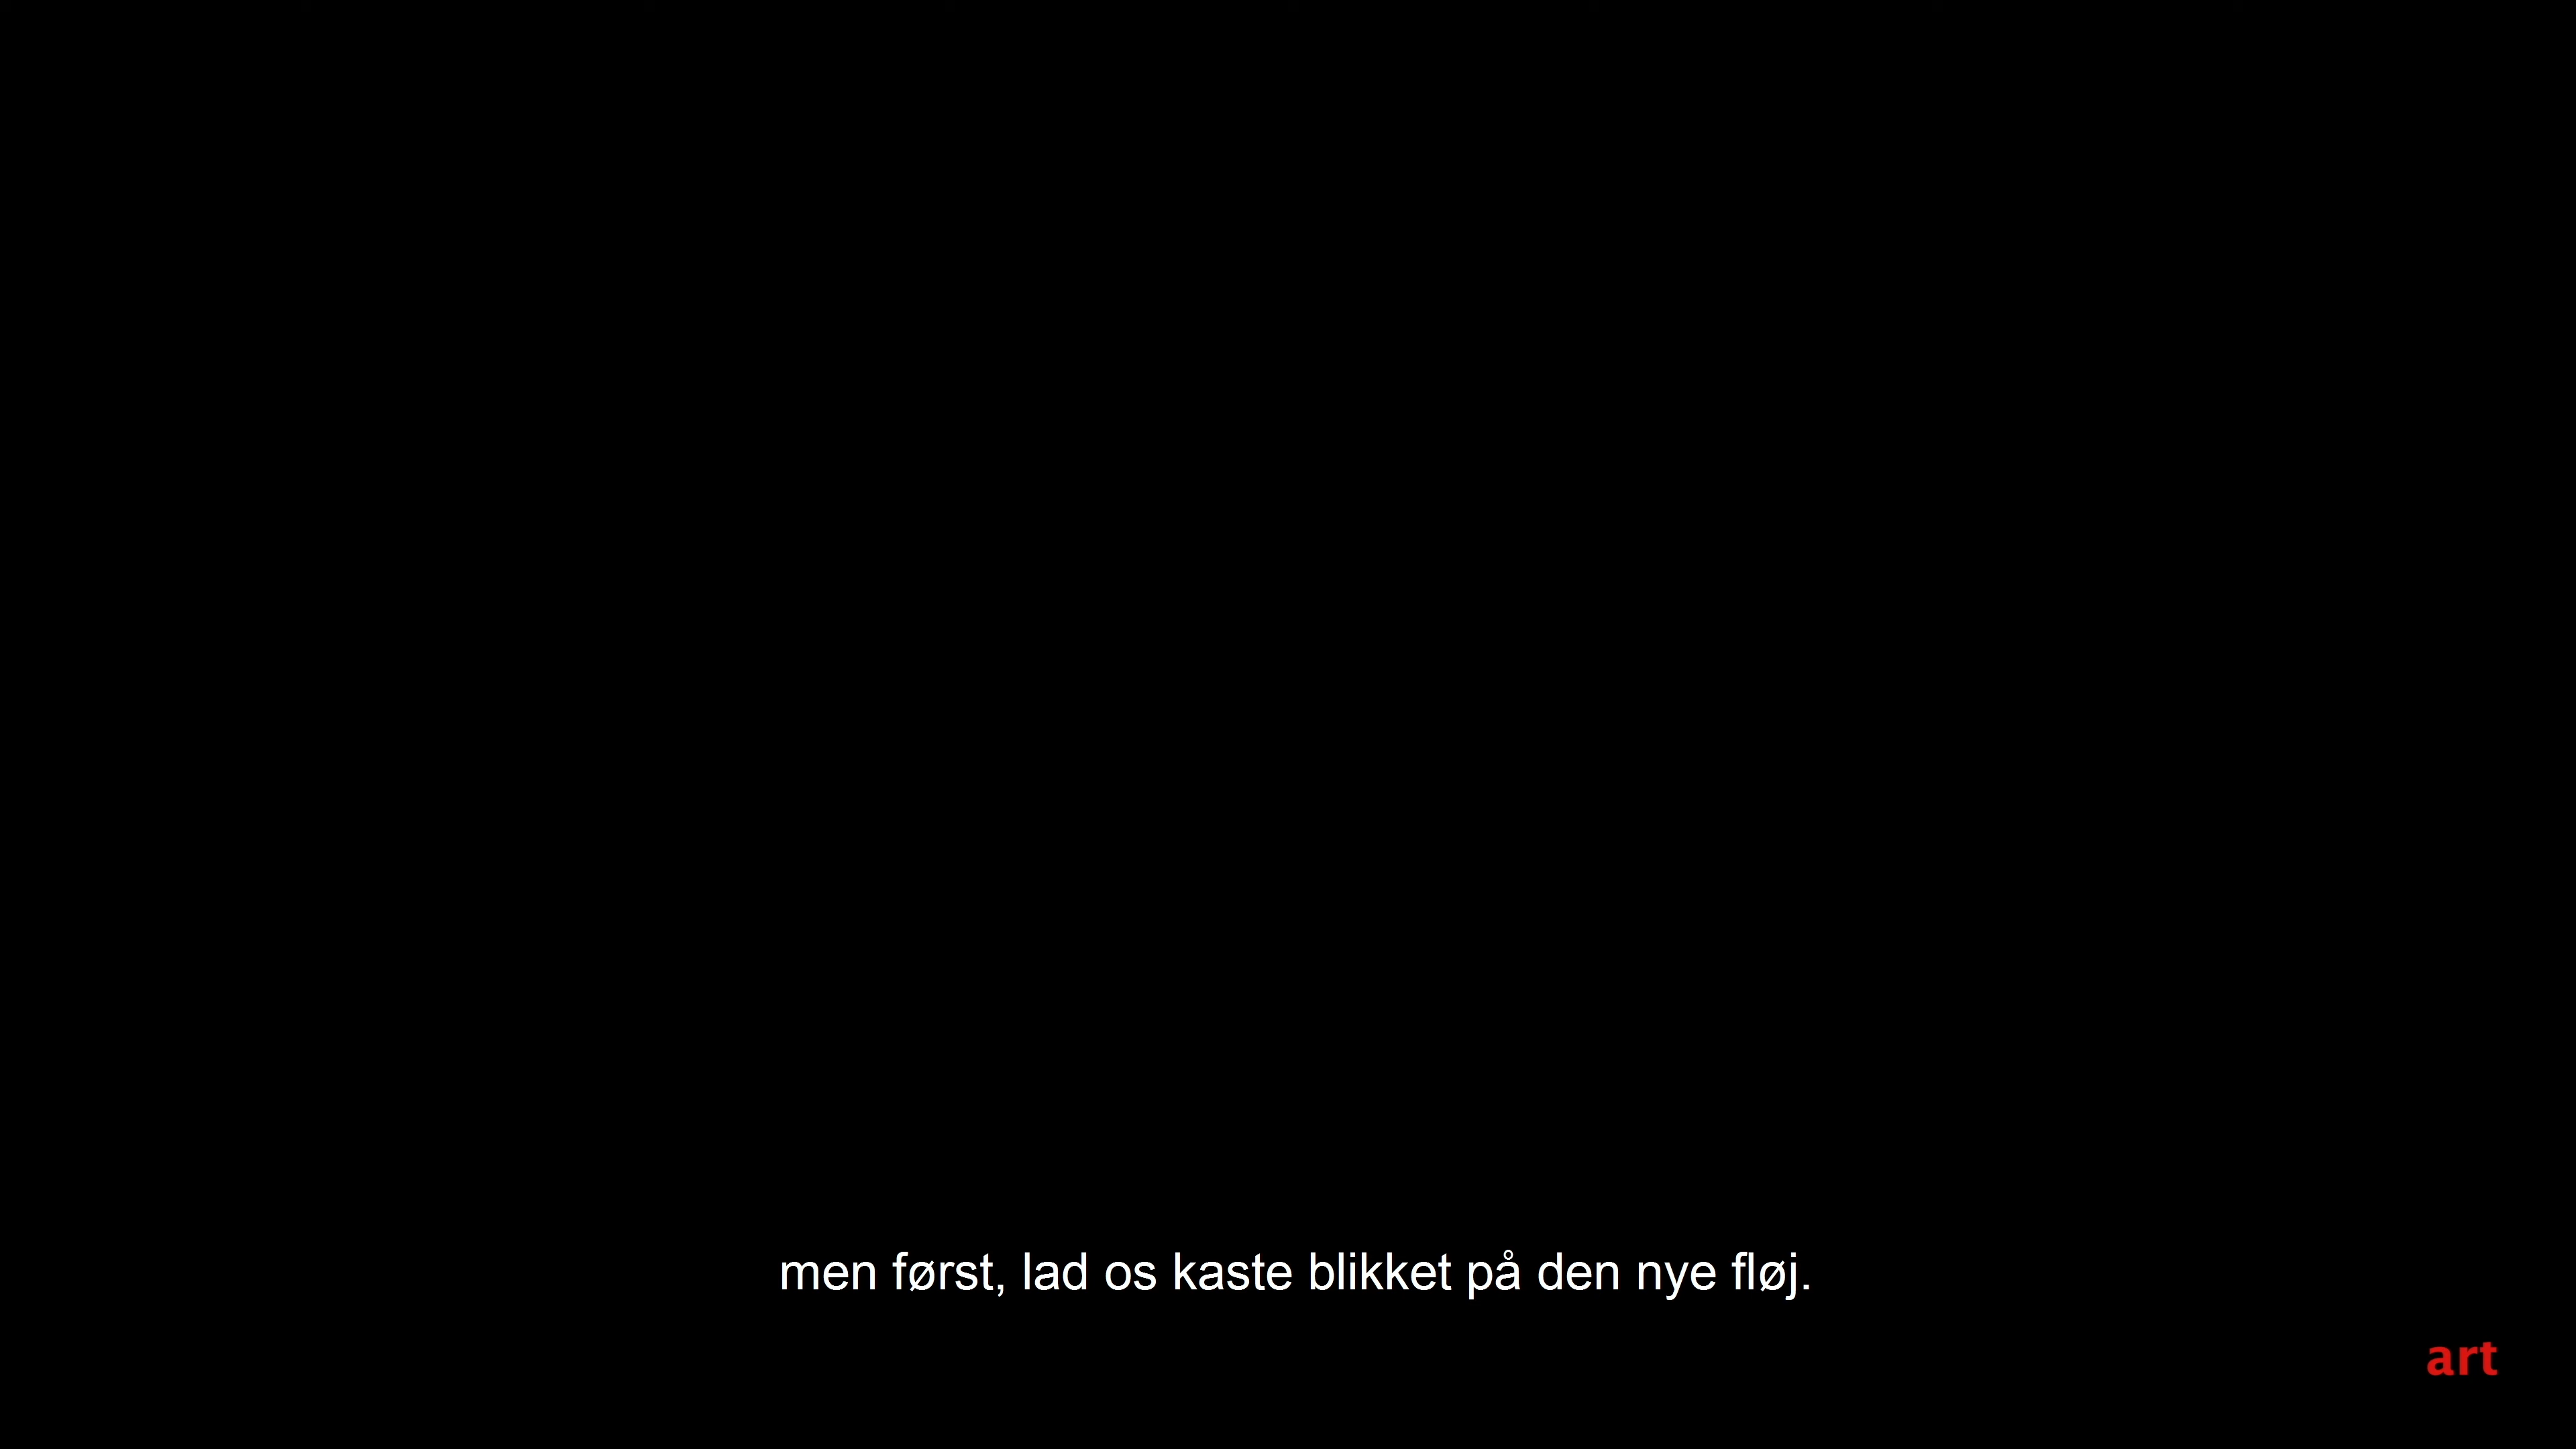 men først, lad os kaste blikket på den nye fløj.
art